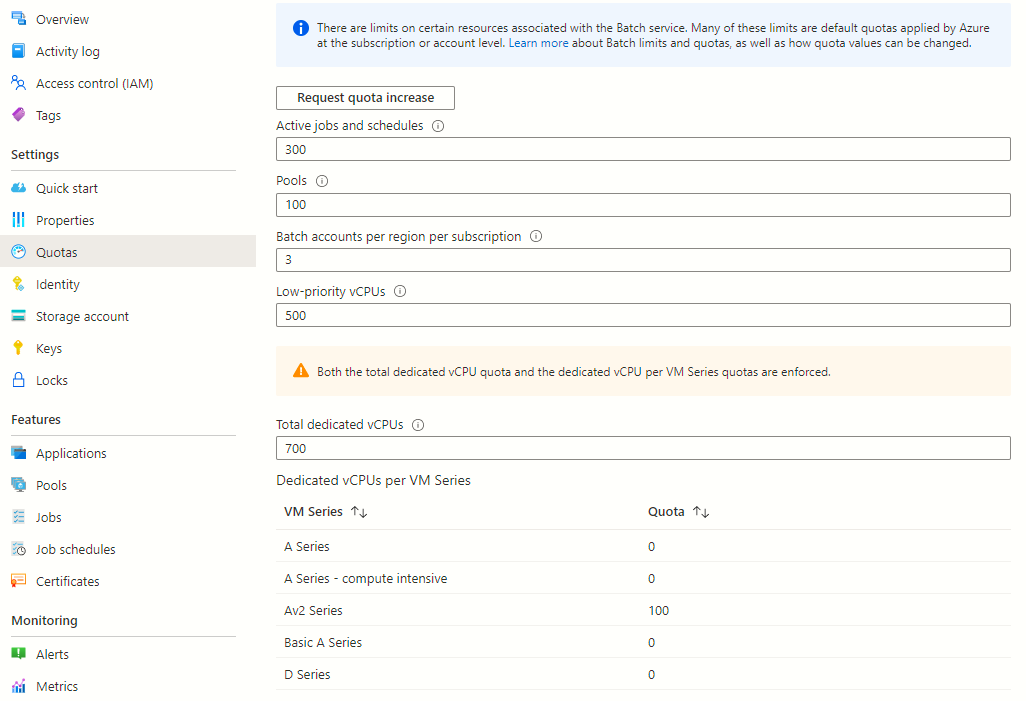 Overview
Activity log
Access control (IAM)
Tags
Settings
Quick start
Properties
Quotas
Identity
Storage account
Keys
Locks
Features
Applications
Pools
Jobs
Job schedules
Certificates
Monitoring
Alerts
Metrics
There are limits on certain resources associated with the Batch service. Many of these limits are default quotas applied by Azure
at the subscription or account level. Learn more about Batch limits and quotas, as well as how quota values can be changed.
Request quota increase
Active jobs and schedules
300
Pools
100
Batch accounts per region per subscription
3
Low-priority vCPUs
500
Both the total dedicated vCPU quota and the dedicated vCPU per VM Series quotas are enforced.
Total dedicated vCPUs
700
Dedicated vCPUs per VM Series
VM Series ↑↓ Quota ↑↓
A Series 0
A Series - compute intensive 0
Av2 Series 100
Basic A Series 0
D Series 0